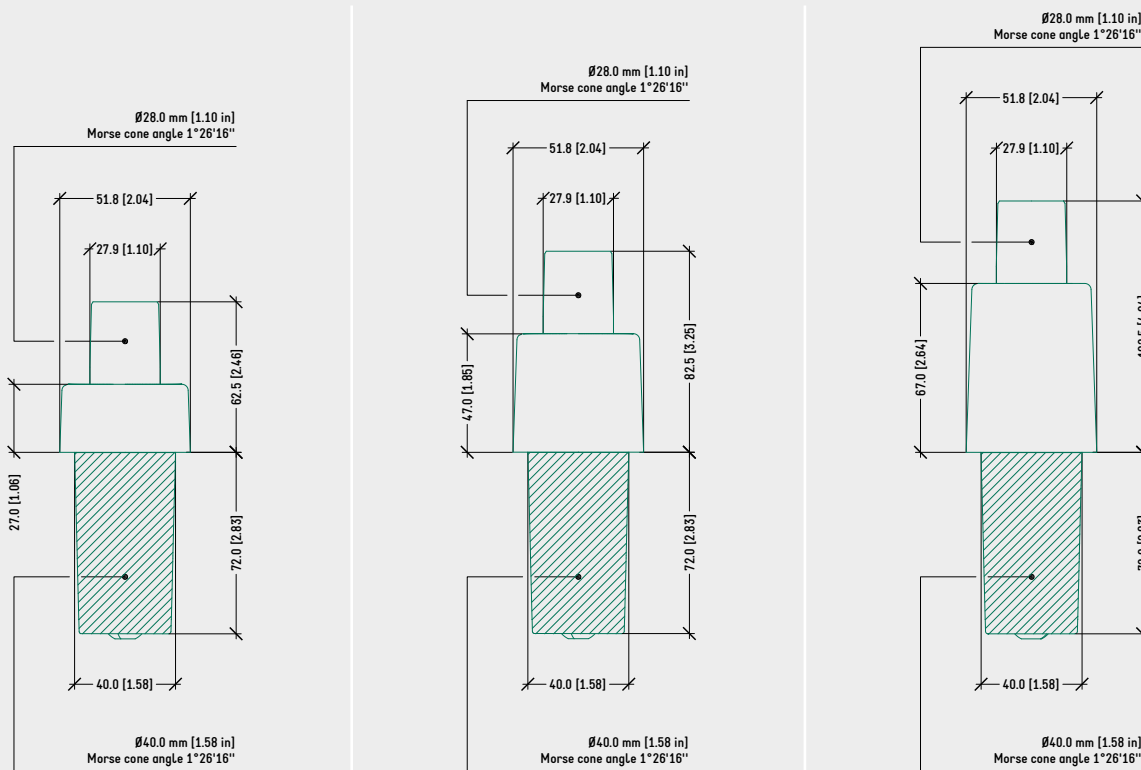 Ø28.0 mm [1.10 in]
Morse cone angle 1°26'16''
51.8 [2.04]
27.9 [1.10]
62.5 [2.46]
27.0 [1.06]
72.0 [2.83]
40.0 [1.58]
Ø40.0 mm [1.58 in]
Morse cone angle 1°26'16''
Ø28.0 mm [1.10 in]
Morse cone angle 1°26'16''
51.8 [2.04]
27.9 [1.10]
82.5 [3.25]
47.0 [1.85]
72.0 [2.83]
40.0 [1.58]
Ø40.0 mm [1.58 in]
Morse cone angle 1°26'16''
Ø28.0 mm [1.10 in]
Morse cone angle 1°26'16''
51.8 [2.04]
27.9 [1.10]
67.0 [2.64]
40.0 [1.58]
Ø40.0 mm [1.58 in]
Morse cone angle 1°26'16''